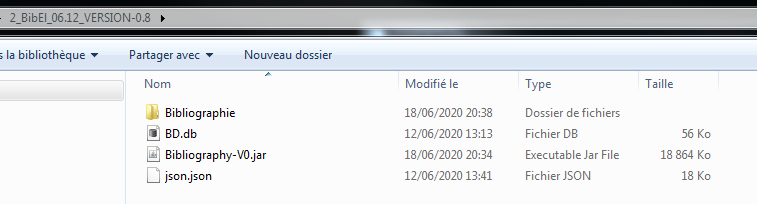 2_BibEl_06.12_VERSION-0.8
la bibliothèque Partager avec Nouveau dossier
Nom Modifié le Type Taille
Bibliographie 18/06/2020 20:38 Dossier de fichiers
BD.db 12/06/2020 13:13 Fichier DB 56 Ko
Bibliography-V0.jar 18/06/2020 20:34 Executable Jar File 18 864 Ko
json.json 12/06/2020 13:41 Fichier JSON 18 Ko